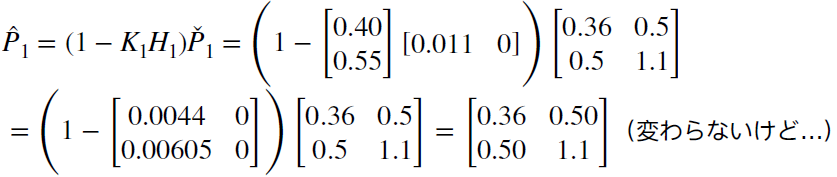 P̂₁ = (1 − K₁H₁)P̌₁ = (1 − [0.40 0.55] [0.011 0]) [0.36 0.5 0.5 1.1]
= (1 − [0.0044 0 0.00605 0]) [0.36 0.5 0.5 1.1] = [0.36 0.50 0.50 1.1] (変わらないけど…)